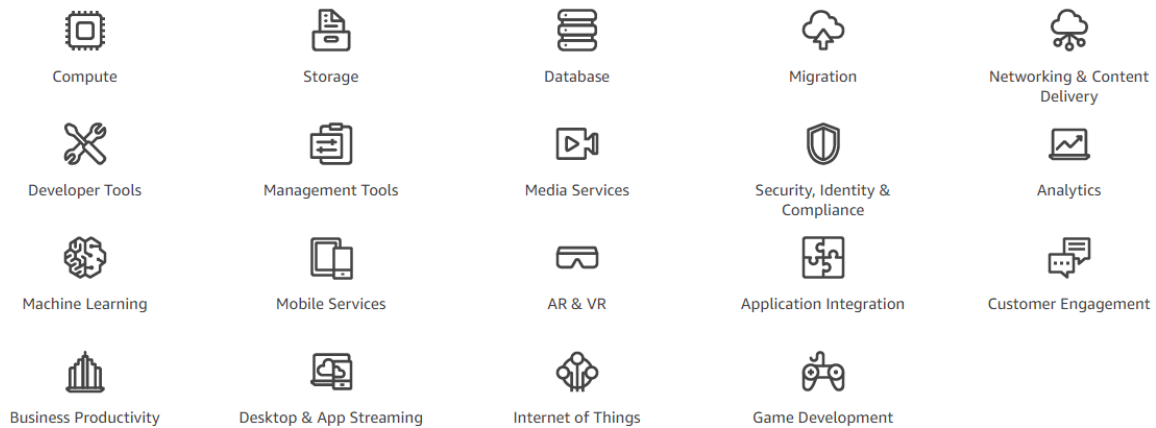 Compute
Storage
Database
Migration
Networking & Content
Delivery
Developer Tools
Management Tools
Media Services
Security, Identity &
Compliance
Analytics
Machine Learning
Mobile Services
AR & VR
Application Integration
Customer Engagement
Business Productivity
Desktop & App Streaming
Internet of Things
Game Development